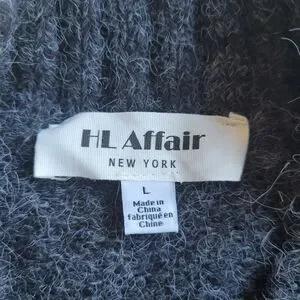 HL Affair
NEW YORK
L
Made in
China
fabriqué en
Chine